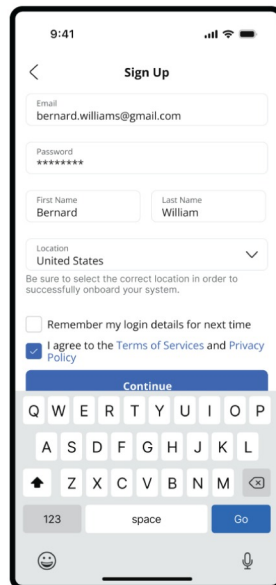 9:41
Sign Up
Email
bernard.williams@gmail.com
Password
********
First Name
Last Name
Bernard
William
Location
United States
Be sure to select the correct location in order to
successfully onboard your system.
Remember my login details for next time
I agree to the Terms of Services and Privacy
Policy
Continue
Q W E R T Y U I O P
A S D F G H J K L
Z X C V B N M
123 space Go